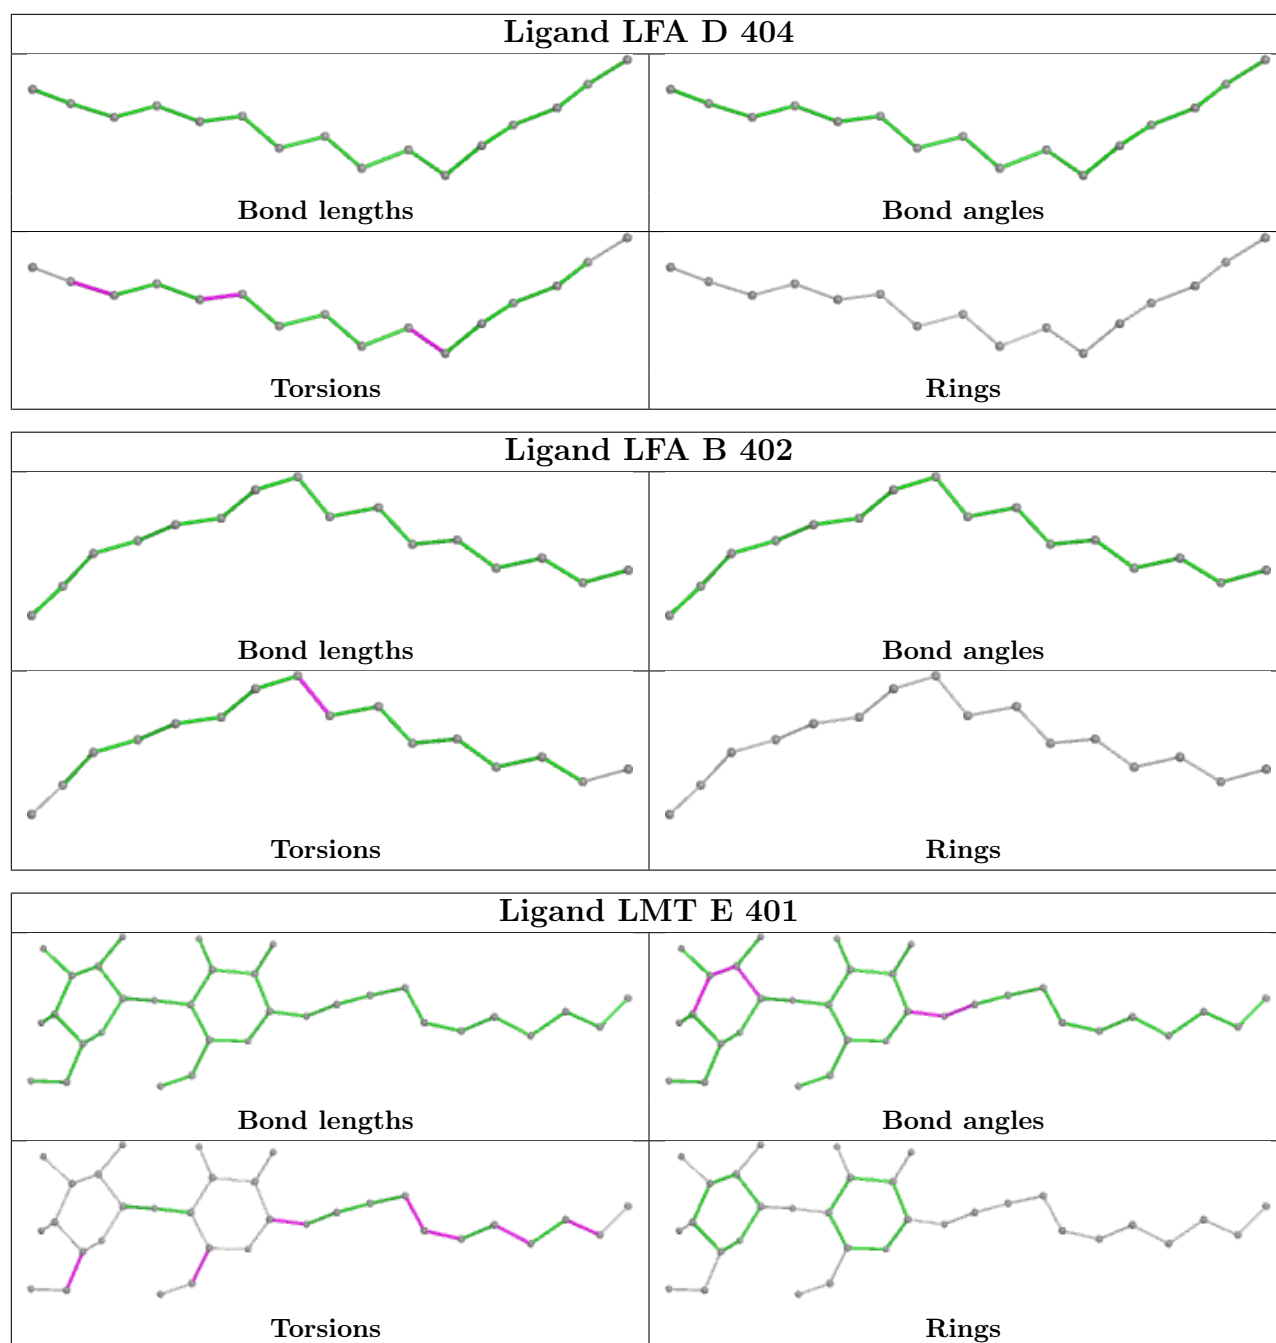 Ligand LFA D 404
Bond lengths
Bond angles
Torsions
Rings
Ligand LFA B 402
Bond lengths
Bond angles
Torsions
Rings
Ligand LMT E 401
Bond lengths
Bond angles
Torsions
Rings